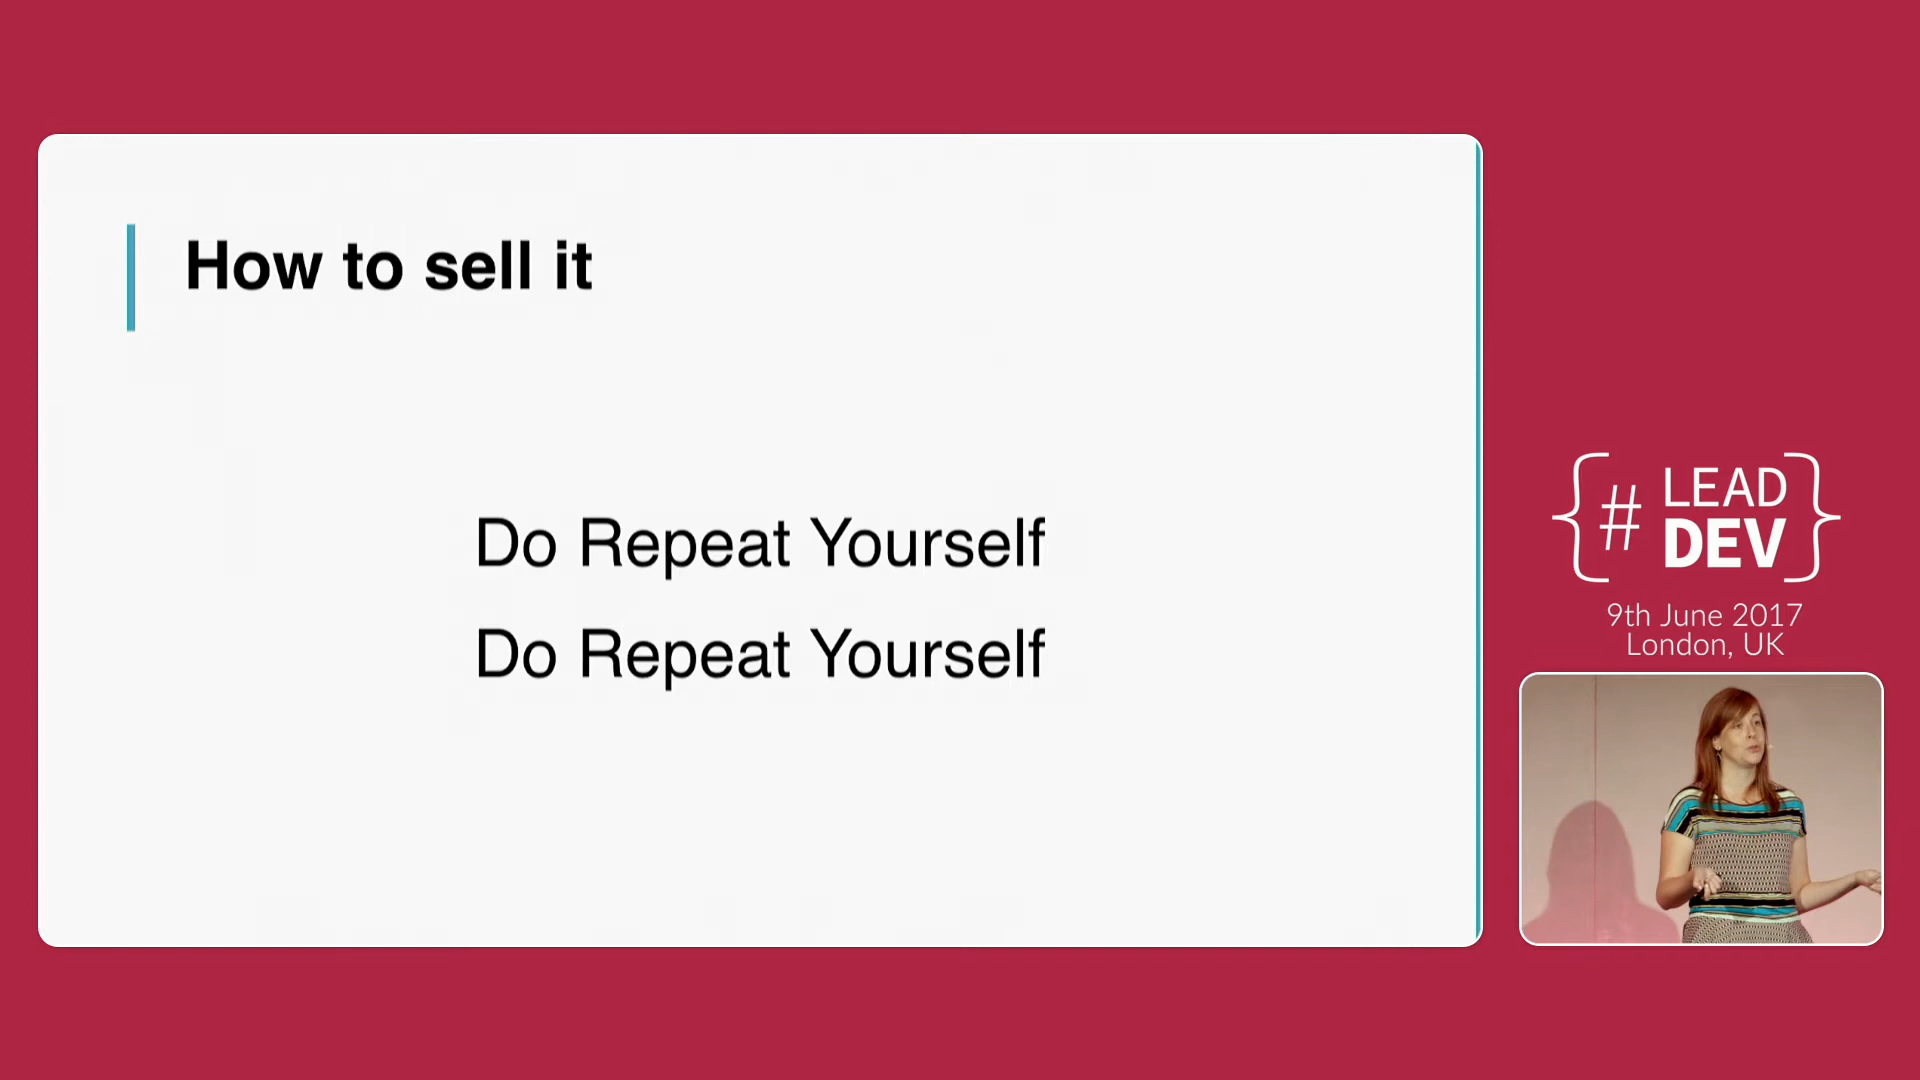 How to sell it
Do Repeat Yourself
Do Repeat Yourself
# LEAD
DEV
9th June 2017
London, UK